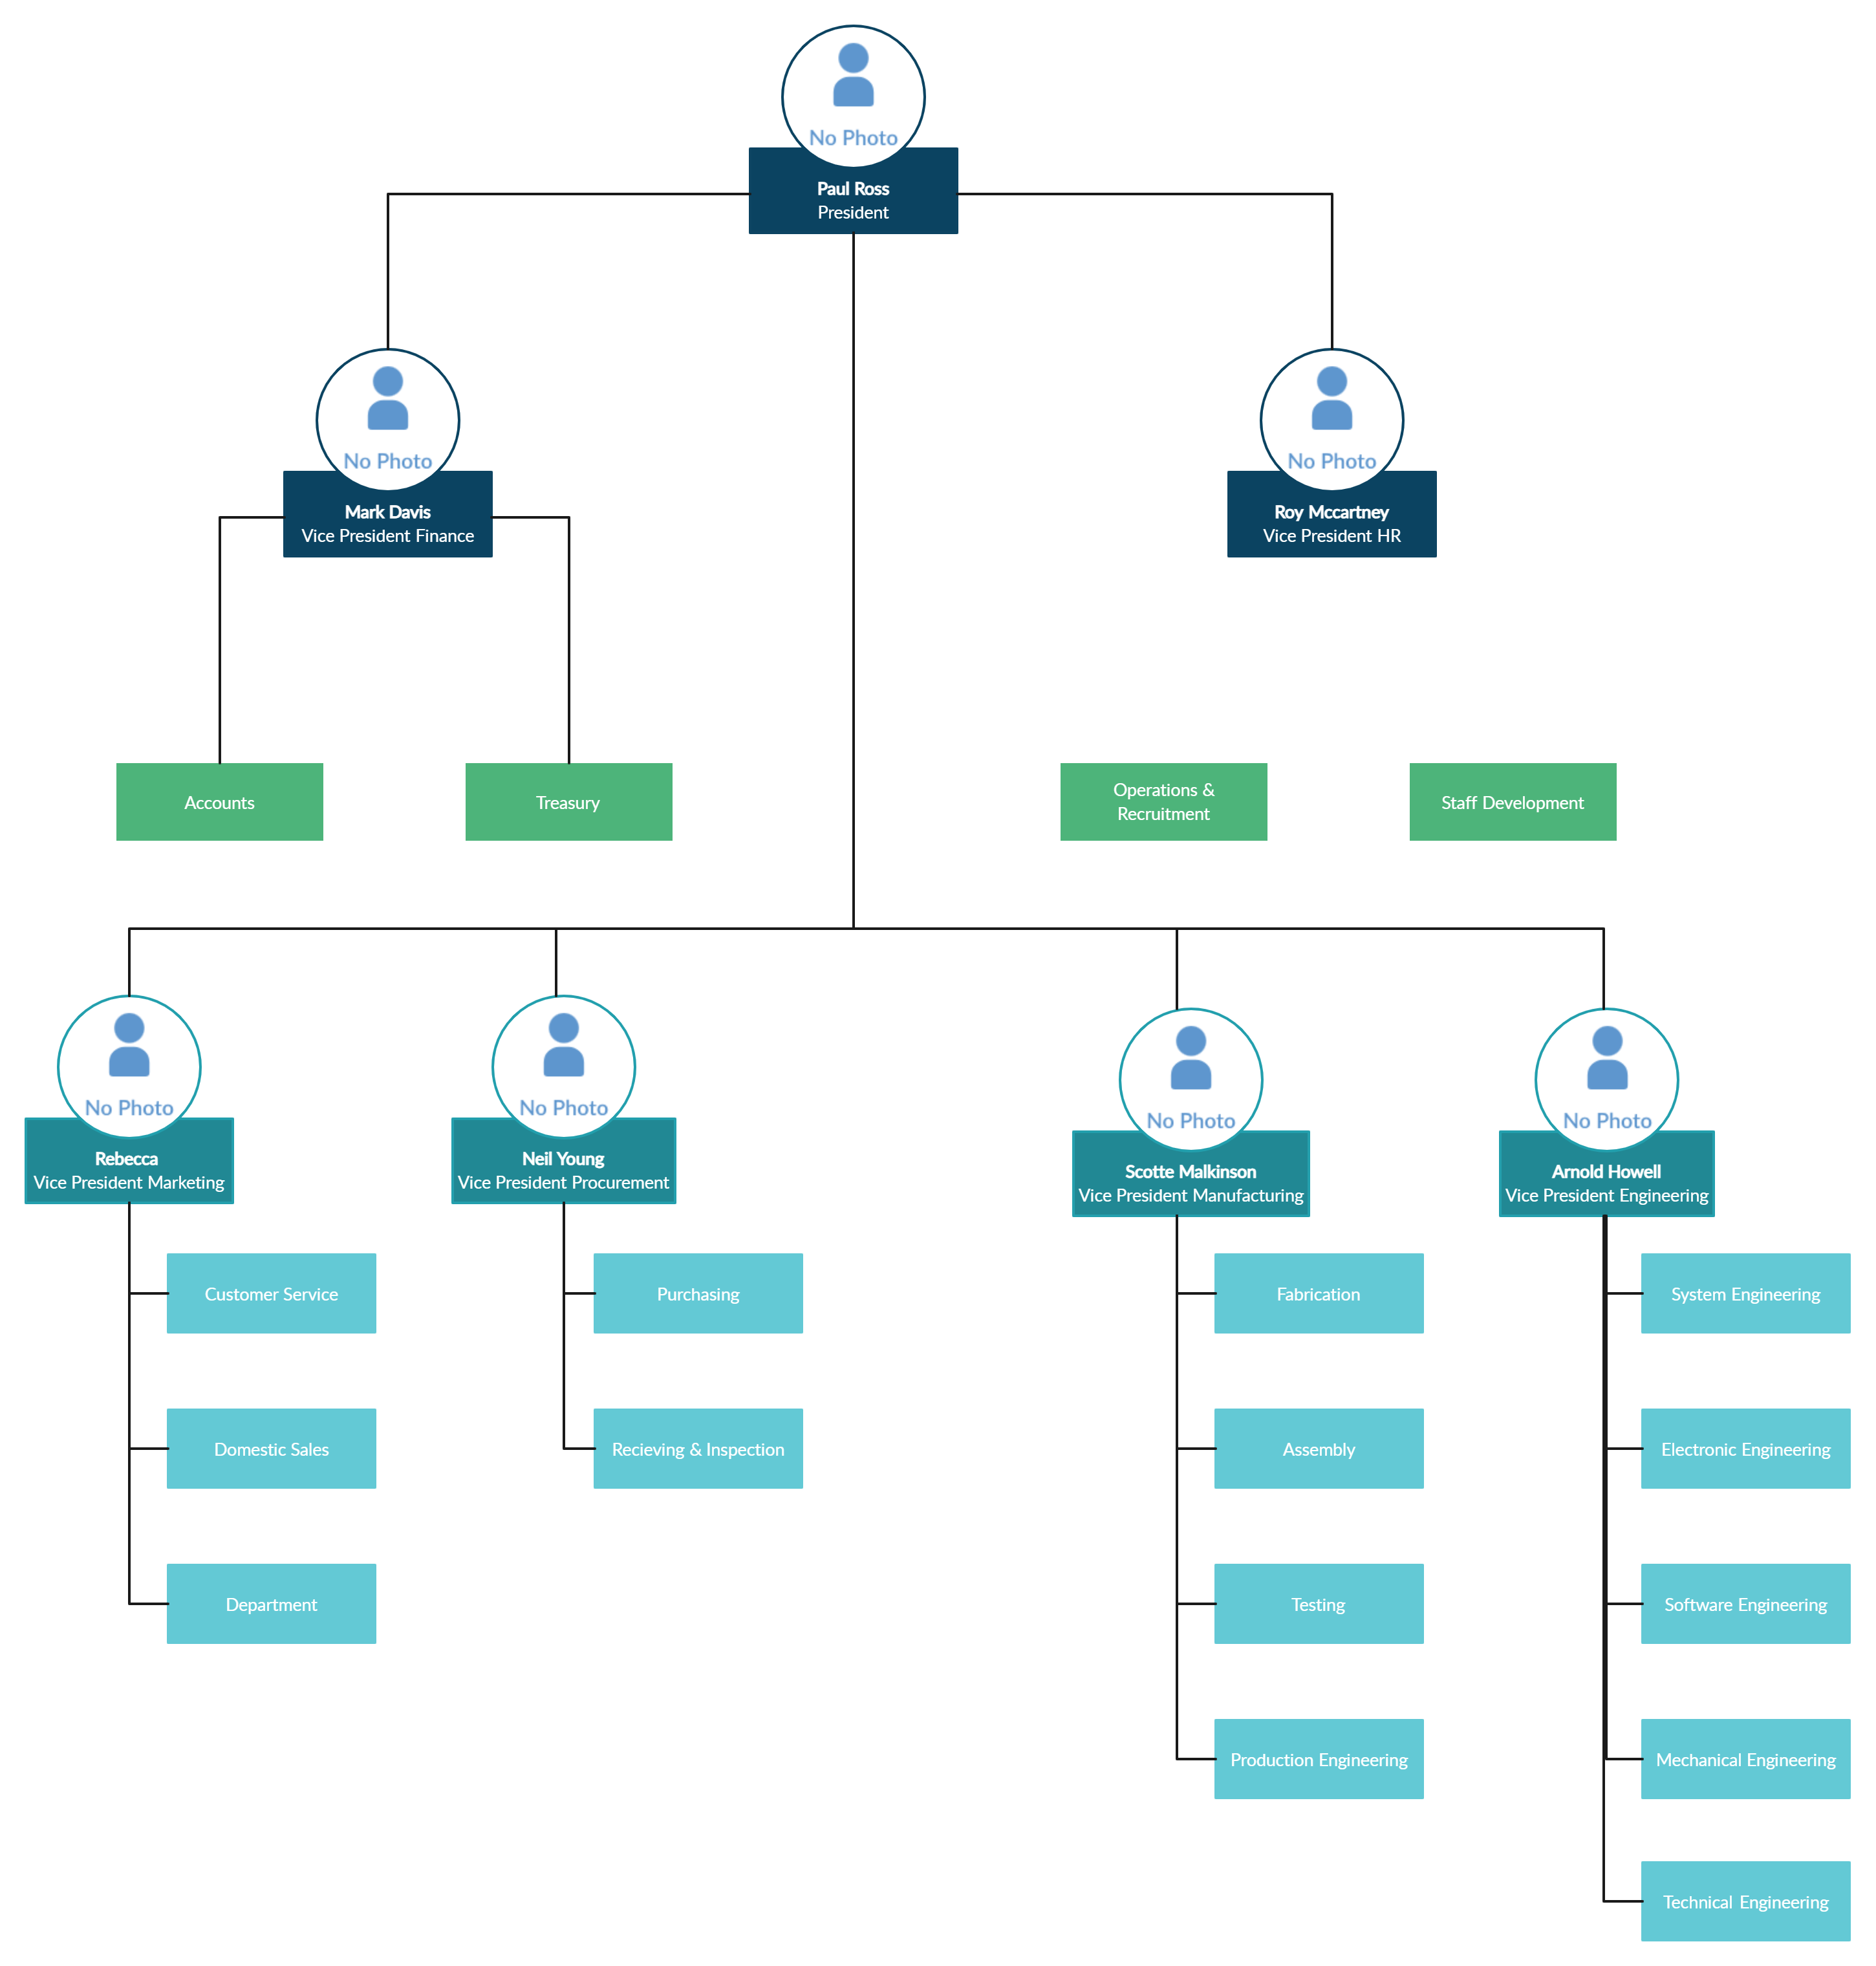 No Photo
Paul Ross
President
No Photo
Mark Davis
Vice President Finance
No Photo
Roy Mccartney
Vice President HR
Accounts
Treasury
Operations &
Recruitment
Staff Development
No Photo
Rebecca
Vice President Marketing
No Photo
Neil Young
Vice President Procurement
No Photo
Scotte Malkinson
Vice President Manufacturing
No Photo
Arnold Howell
Vice President Engineering
Customer Service
Domestic Sales
Department
Purchasing
Recieving & Inspection
Fabrication
Assembly
Testing
Production Engineering
System Engineering
Electronic Engineering
Software Engineering
Mechanical Engineering
Technical Engineering